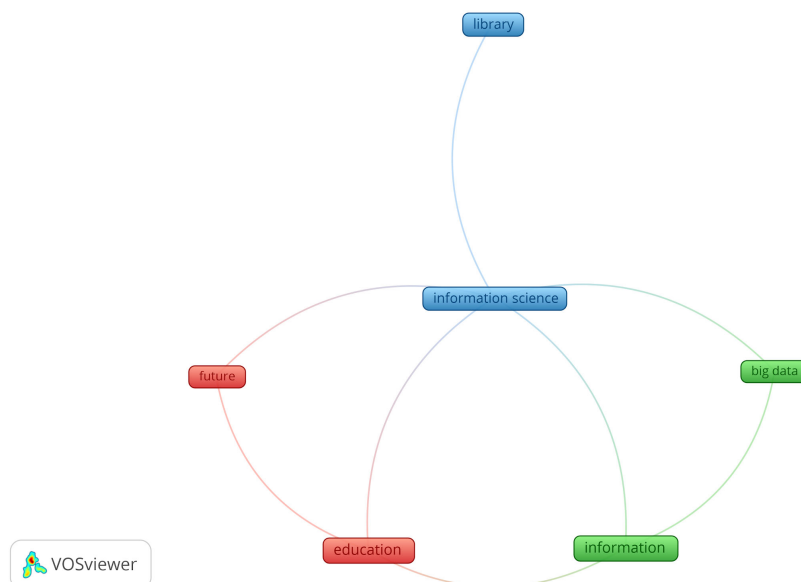 library
information science
future
big data
education
information
VOSviewer